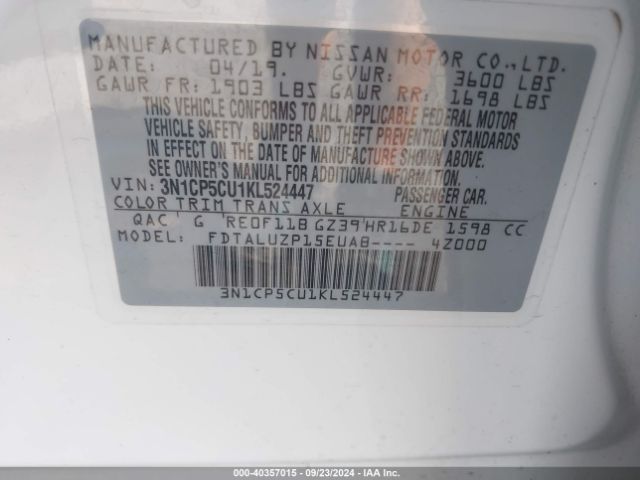 MANUFACTURED BY NISSAN MOTOR CO.,LTD.
DATE: 04/19. GVWR: 3600 LBS
GAWR FR: 1903 LBS GAWR RR: 1698 LBS
THIS VEHICLE CONFORMS TO ALL APPLICABLE FEDERAL MOTOR
VEHICLE SAFETY, BUMPER AND THEFT PREVENTION STANDARDS
IN EFFECT ON THE DATE OF MANUFACTURE SHOWN ABOVE.
SEE OWNER'S MANUAL FOR ADDITIONAL INFORMATION.
VIN: 3N1CP5CU1KL524447 PASSENGER CAR.
COLOR TRIM TRANS AXLE ENGINE
QAC G RE0F11B GZ39 HR16DE 1598 CC
MODEL: FDTALUZP15EUAB---- 4Z000
3N1CP5CU1KL524447
000-40357015 - 09/23/2024 - IAA Inc.